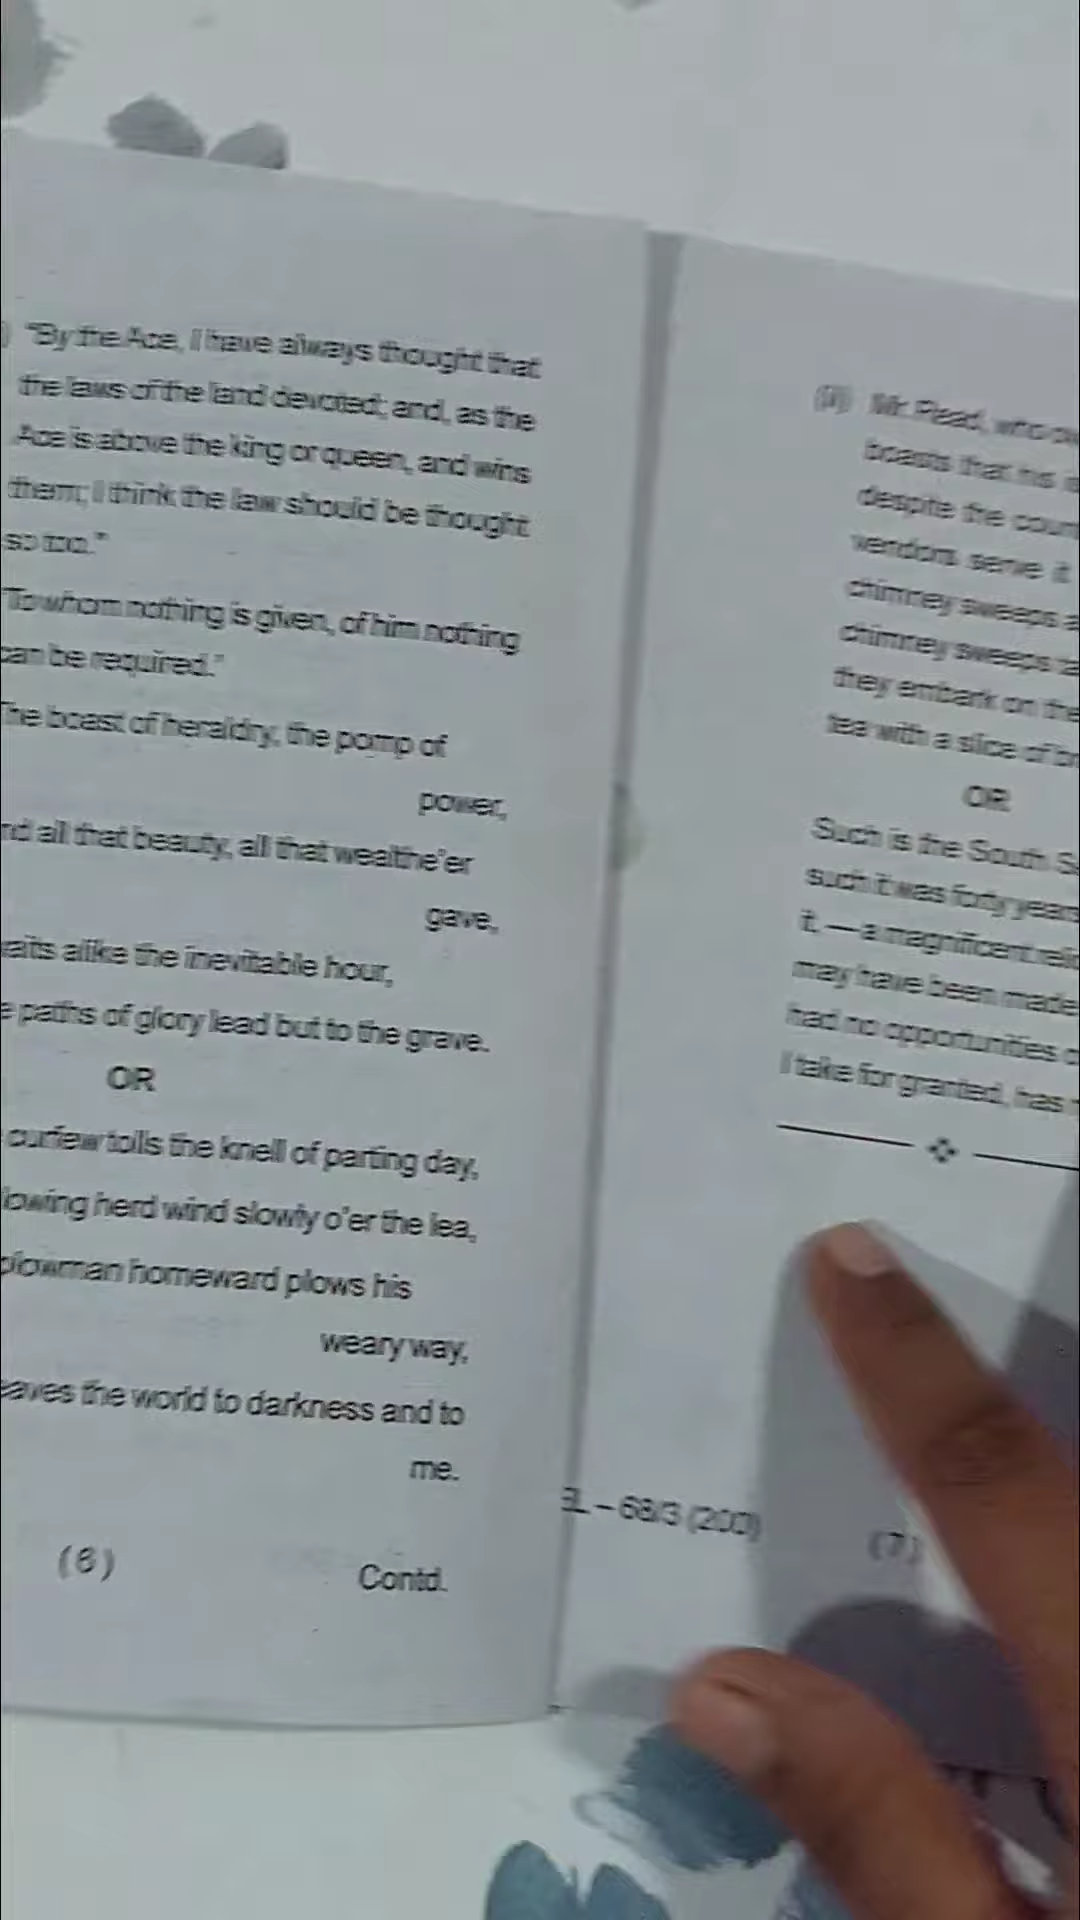 "By the Ace, I have always thought that
the laws of the land devoted; and, as the
Ace is above the king or queen, and wins
them; I think the law should be thought
so too."
"To whom nothing is given, of him nothing
can be required."
The boast of heraldry, the pomp of
power,
nd all that beauty, all that wealthe'er
gave,
aits alike the inevitable hour,
e paths of glory lead but to the grave.
OR
curfew tolls the knell of parting day,
lowing herd wind slowly o'er the lea,
plowman homeward plows his
weary way,
eaves the world to darkness and to
me.
(6) Contd.
Mr. Read, who
boasts that his
despite the
vendors serve it
chimney sweeps
chimney sweeps
they embark on the
tea with a slice of
OR
Such is the South
such it was forty years
it, — a magnificent
may have been made
had no opportunities
I take for granted, has
EL – 68/3 (200) (7)